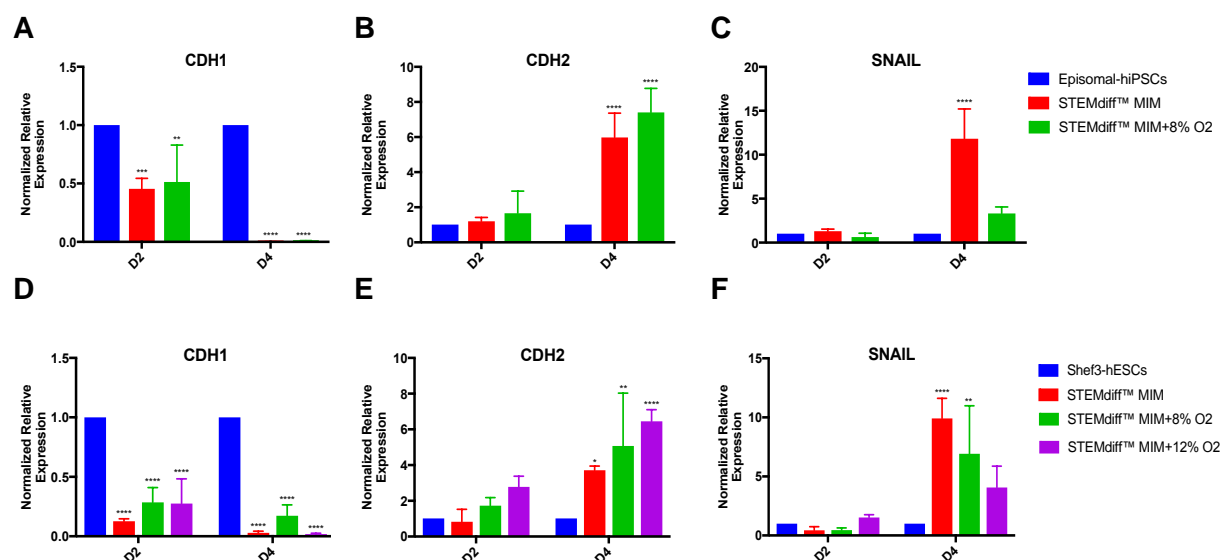 A
CDH1
Normalized Relative
Expression
1.5
1.0
0.5
0.0
***
**
****
****
D2
D4
B
CDH2
Normalized Relative
Expression
10
8
6
4
2
0
****
****
D2
D4
C
SNAIL
Normalized Relative
Expression
20
15
10
5
0
****
D2
D4
Episomal-hiPSCs
STEMdiff™ MIM
STEMdiff™ MIM+8% O2
D
CDH1
Normalized Relative
Expression
1.5
1.0
0.5
0.0
****
****
****
****
****
****
D2
D4
E
CDH2
Normalized Relative
Expression
10
8
6
4
2
0
*
**
****
D2
D4
F
SNAIL
Normalized Relative
Expression
15
10
5
0
****
**
D2
D4
Shef3-hESCs
STEMdiff™ MIM
STEMdiff™ MIM+8% O2
STEMdiff™ MIM+12% O2